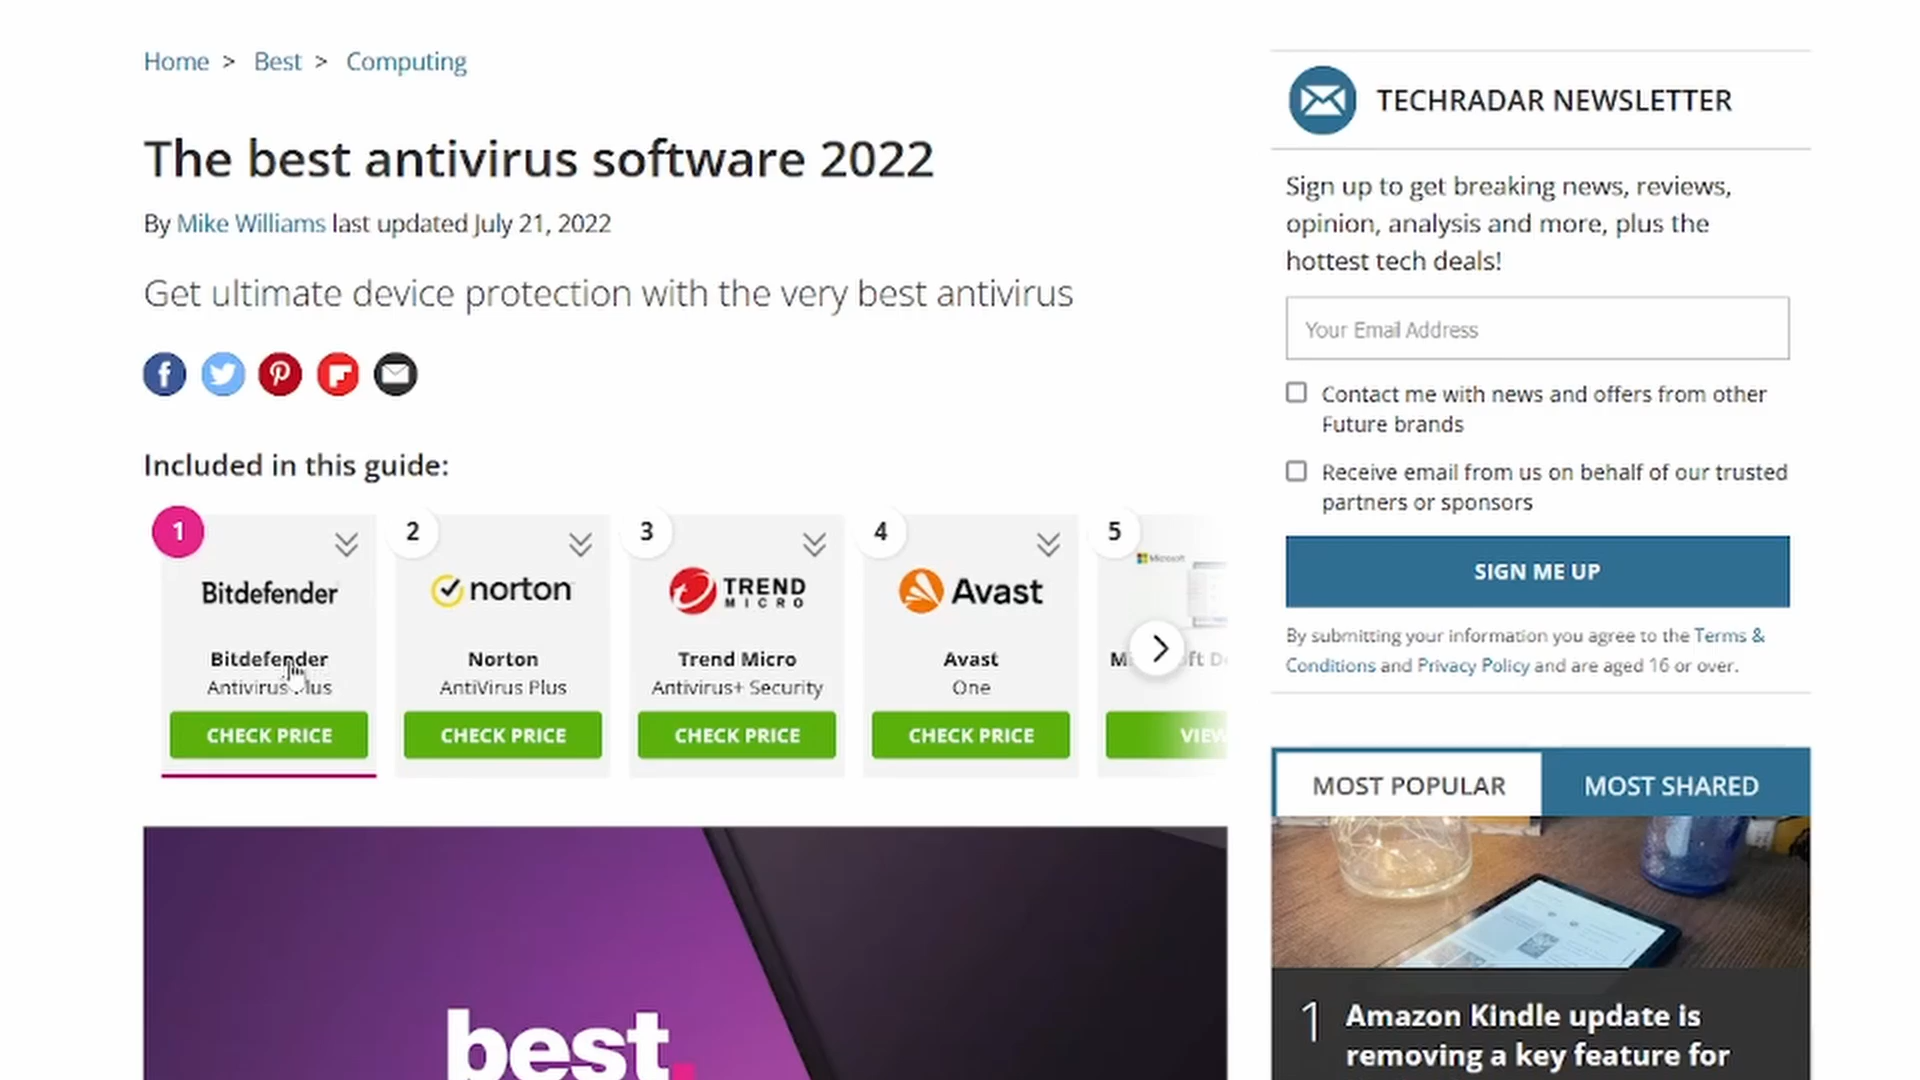 Home > Best > Computing
The best antivirus software 2022
By Mike Williams last updated July 21, 2022
Get ultimate device protection with the very best antivirus
Included in this guide:
1
Bitdefender
Bitdefender
Antivirus Plus
CHECK PRICE
2
norton
Norton
AntiVirus Plus
CHECK PRICE
3
TREND
MICRO
Trend Micro
Antivirus+ Security
CHECK PRICE
4
Avast
Avast
One
CHECK PRICE
5
Microsoft
best.
TECHRADAR NEWSLETTER
Sign up to get breaking news, reviews,
opinion, analysis and more, plus the
hottest tech deals!
Your Email Address
Contact me with news and offers from other
Future brands
Receive email from us on behalf of our trusted
partners or sponsors
SIGN ME UP
By submitting your information you agree to the Terms &
Conditions and Privacy Policy and are aged 16 or over.
MOST POPULAR
MOST SHARED
1
Amazon Kindle update is
removing a key feature for